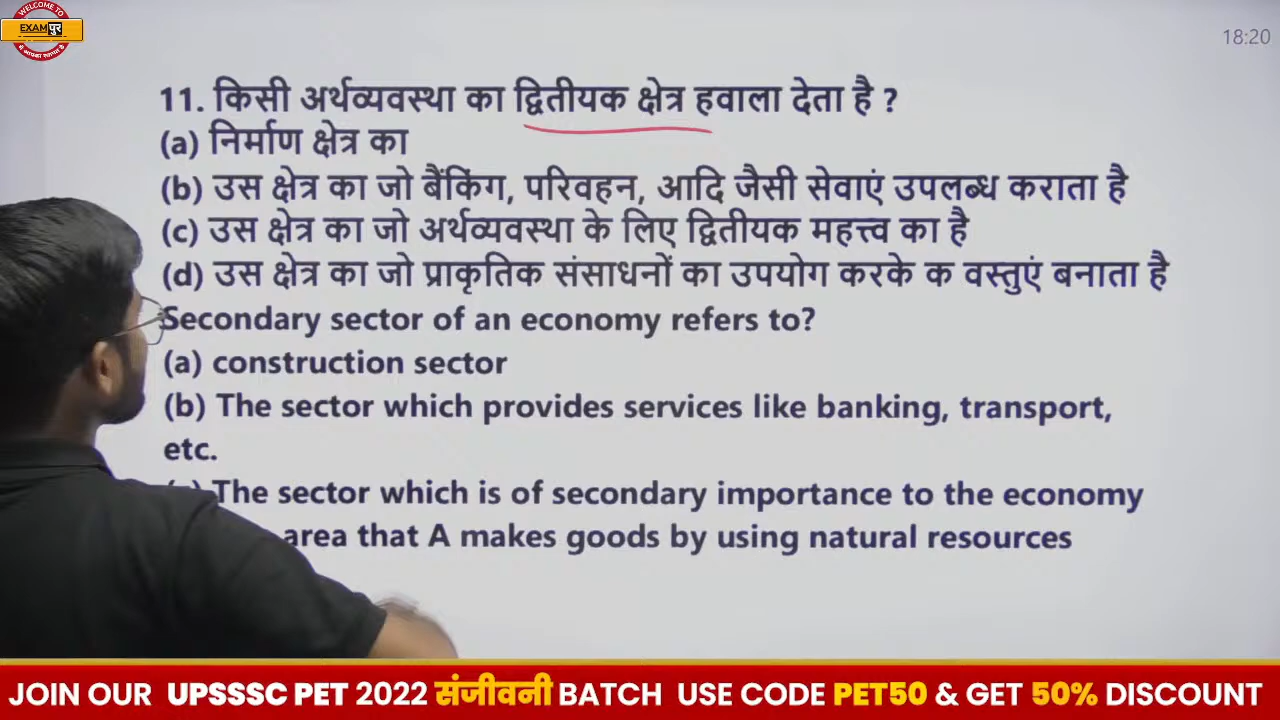 WELCOME TO
EXAMपुर
18:20
11. किसी अर्थव्यवस्था का द्वितीयक क्षेत्र हवाला देता है ?
(a) निर्माण क्षेत्र का
(b) उस क्षेत्र का जो बैंकिंग, परिवहन, आदि जैसी सेवाएं उपलब्ध कराता है
(c) उस क्षेत्र का जो अर्थव्यवस्था के लिए द्वितीयक महत्त्व का है
(d) उस क्षेत्र का जो प्राकृतिक संसाधनों का उपयोग करके क वस्तुएं बनाता है
Secondary sector of an economy refers to?
(a) construction sector
(b) The sector which provides services like banking, transport,
etc.
The sector which is of secondary importance to the economy
area that A makes goods by using natural resources
JOIN OUR UPSSSC PET 2022 संजीवनी BATCH USE CODE PET50 & GET 50% DISCOUNT